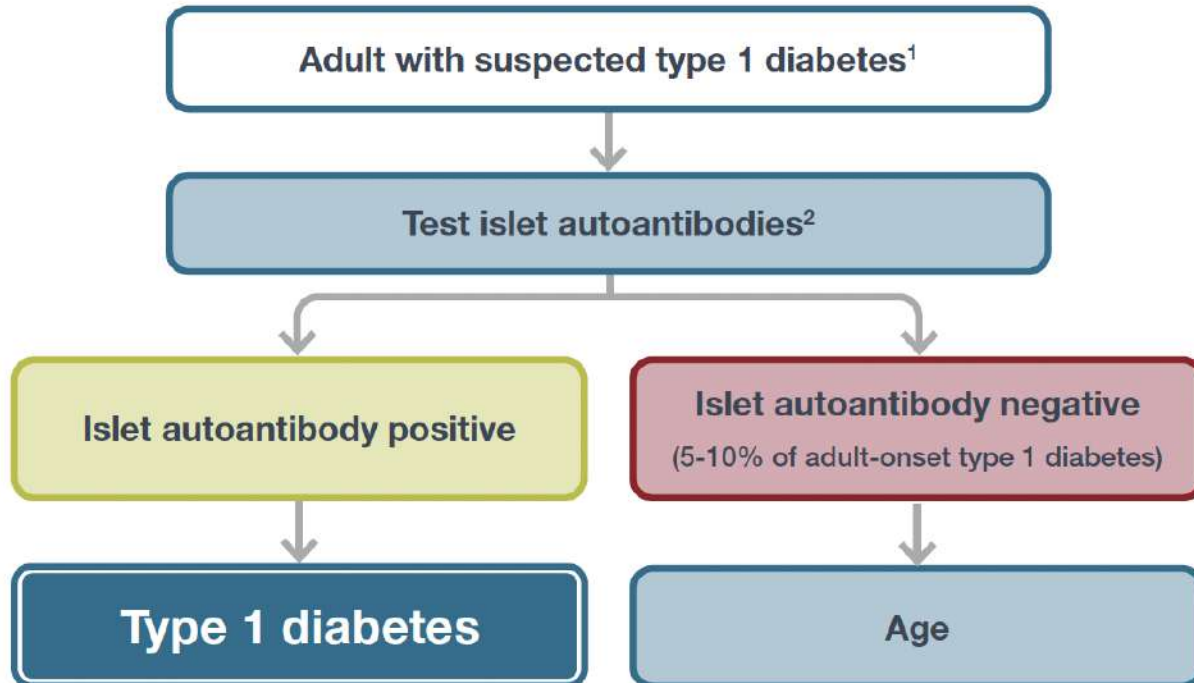 Adult with suspected type 1 diabetes¹
Test islet autoantibodies²
Islet autoantibody positive
Islet autoantibody negative
(5-10% of adult-onset type 1 diabetes)
Type 1 diabetes
Age